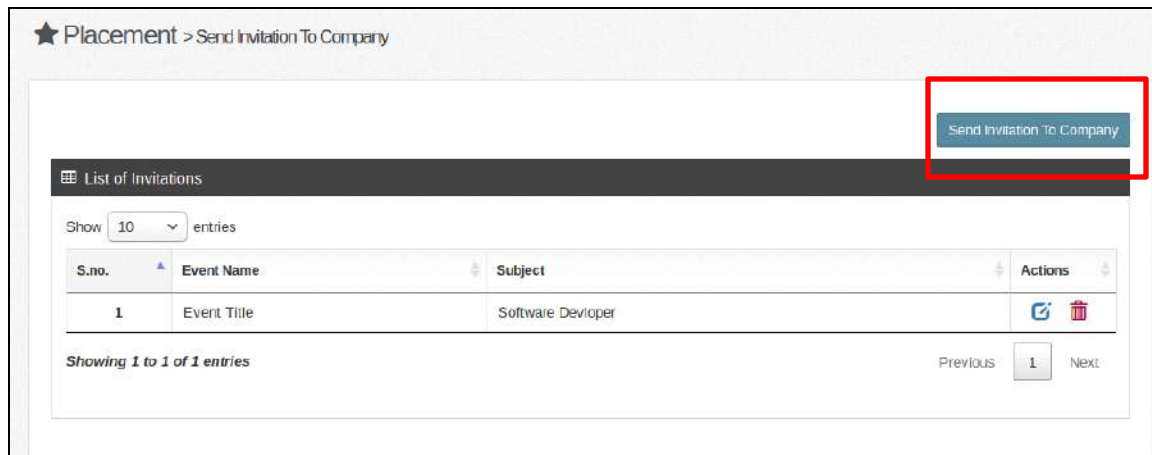 Placement > Send Invitation To Company
Send Invitation To Company
List of Invitations
Show 10 entries
S.no. Event Name Subject Actions
1 Event Title Software Devloper
Showing 1 to 1 of 1 entries
Previous 1 Next